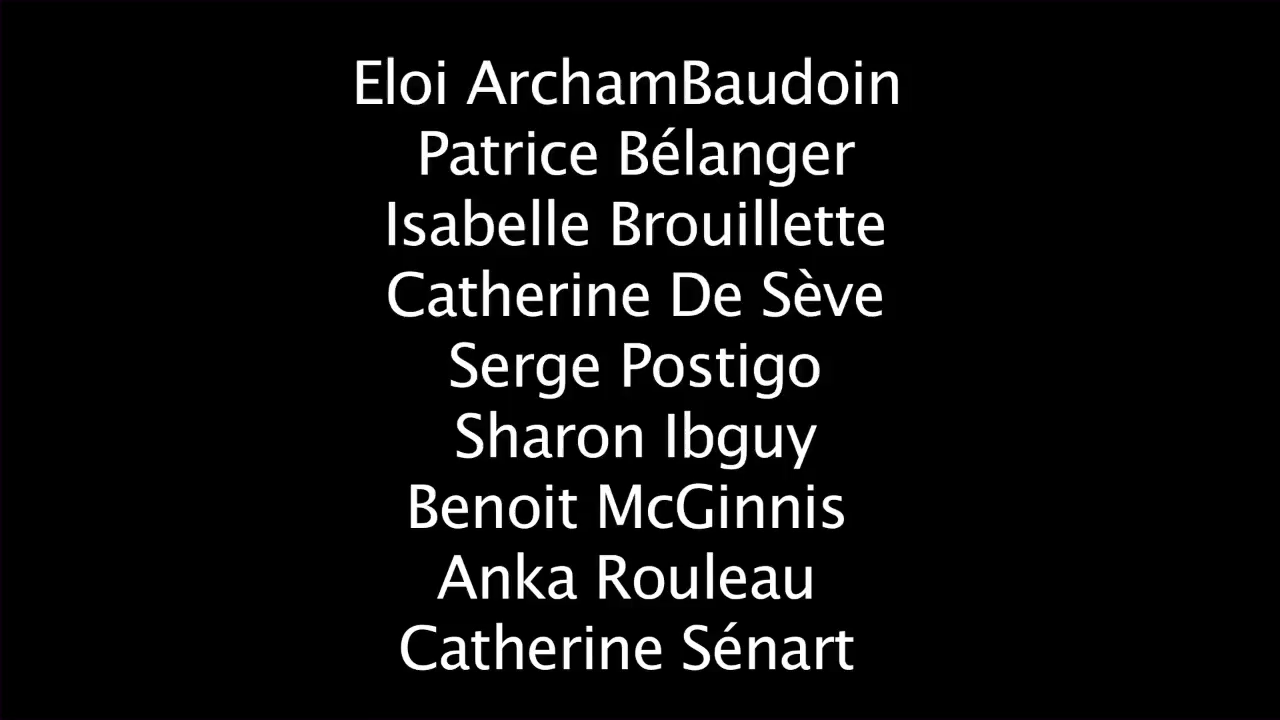 Eloi ArchamBaudoin
Patrice Bélanger
Isabelle Brouillette
Catherine De Sève
Serge Postigo
Sharon Ibguy
Benoit McGinnis
Anka Rouleau
Catherine Sénart